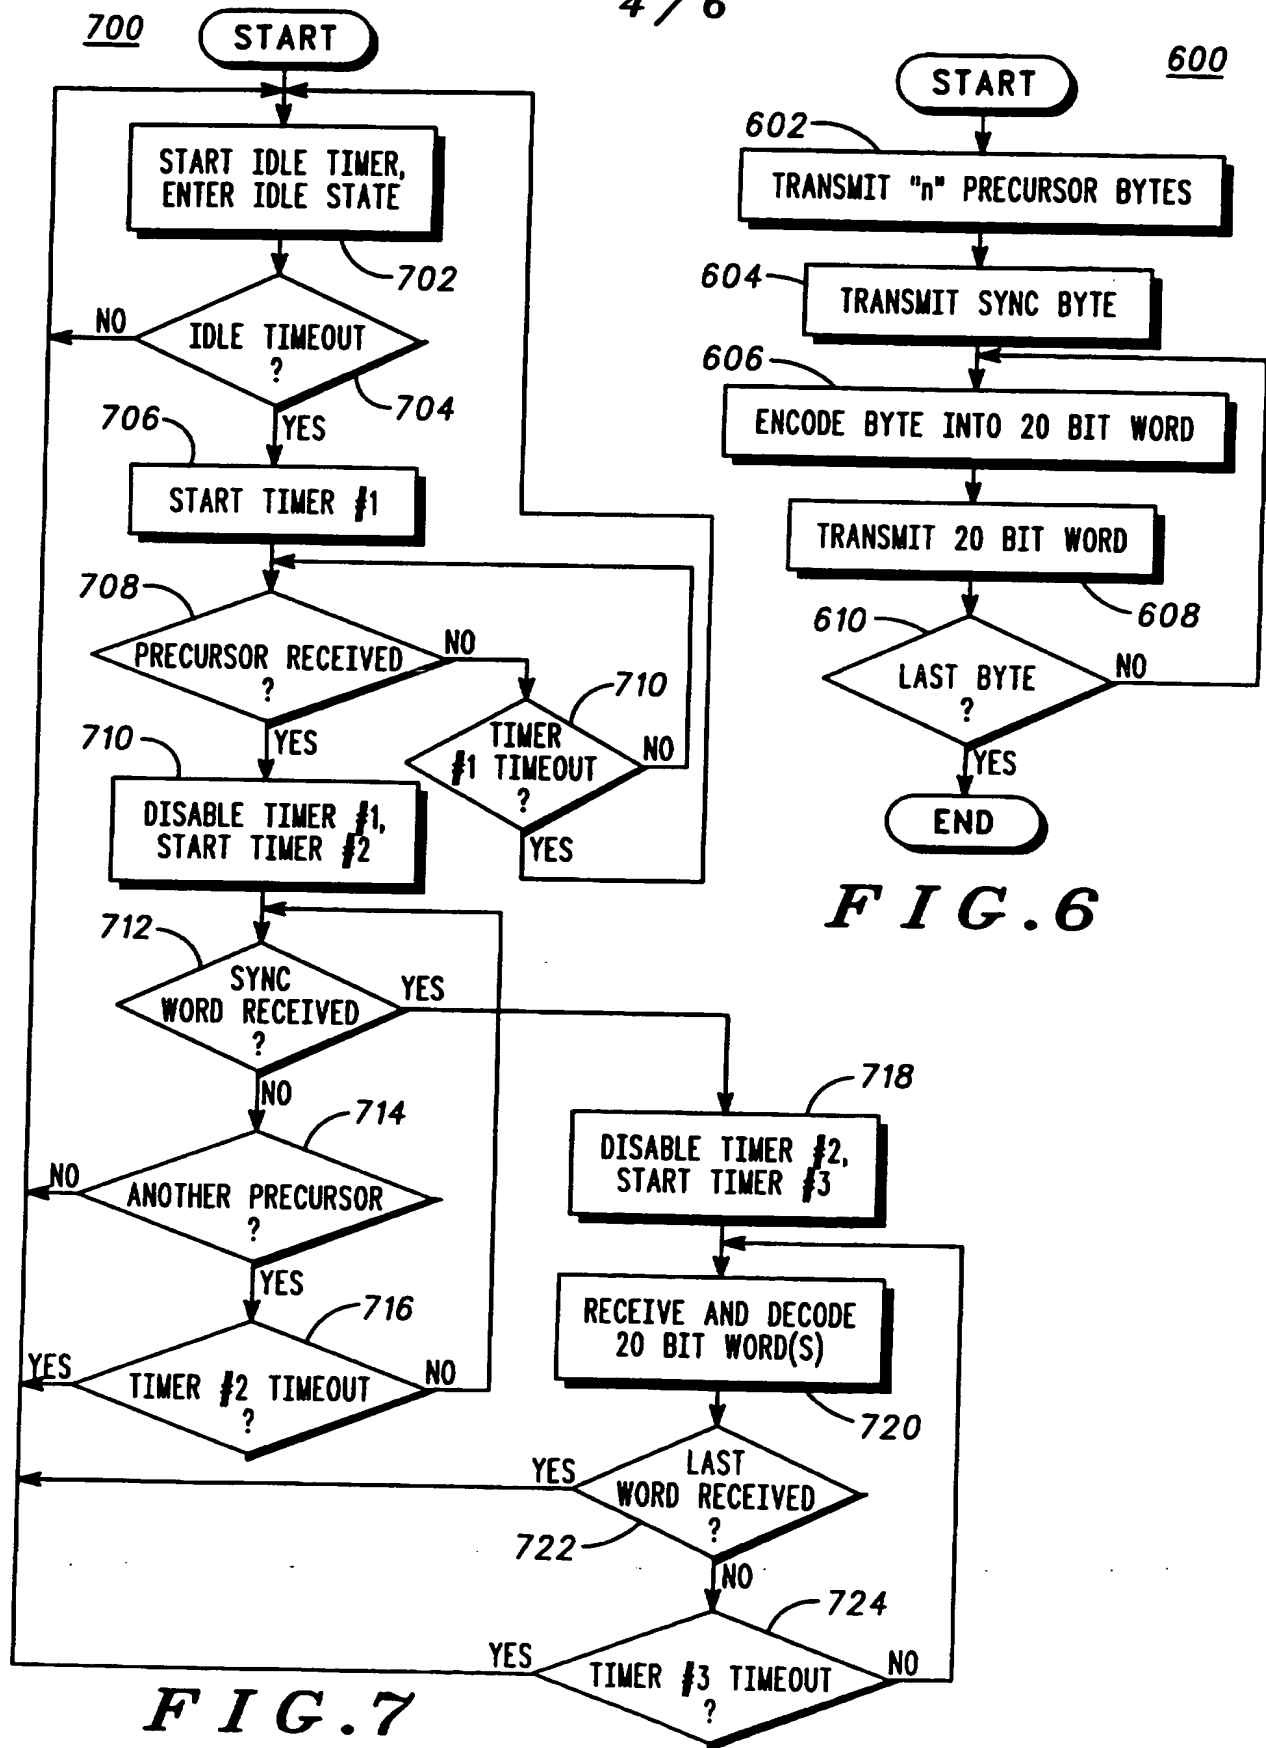 4/6
700
START
START IDLE TIMER,
ENTER IDLE STATE
702
IDLE TIMEOUT
?
NO
704
YES
706
START TIMER #1
708
PRECURSOR RECEIVED
?
NO
710
TIMER
#1 TIMEOUT
?
NO
YES
YES
710
DISABLE TIMER #1,
START TIMER #2
712
SYNC
WORD RECEIVED
?
YES
NO
714
ANOTHER PRECURSOR
?
NO
YES
716
TIMER #2 TIMEOUT
?
YES
NO
718
DISABLE TIMER #2,
START TIMER #3
RECEIVE AND DECODE
20 BIT WORD(S)
720
LAST
WORD RECEIVED
?
YES
722
NO
724
TIMER #3 TIMEOUT
?
YES
NO
FIG.7
600
START
602
TRANSMIT "n" PRECURSOR BYTES
604
TRANSMIT SYNC BYTE
606
ENCODE BYTE INTO 20 BIT WORD
TRANSMIT 20 BIT WORD
608
610
LAST BYTE
?
NO
YES
END
FIG.6